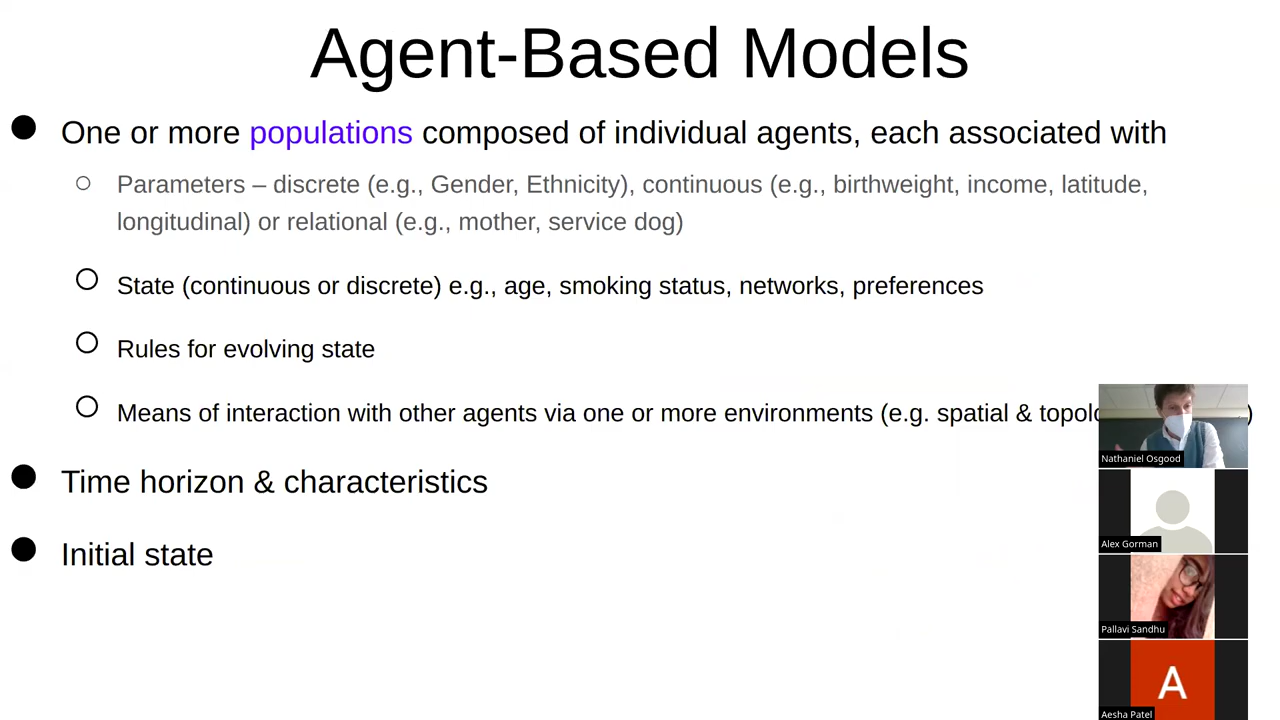 Agent-Based Models
One or more populations composed of individual agents, each associated with
Parameters – discrete (e.g., Gender, Ethnicity), continuous (e.g., birthweight, income, latitude,
longitudinal) or relational (e.g., mother, service dog)
State (continuous or discrete) e.g., age, smoking status, networks, preferences
Rules for evolving state
Means of interaction with other agents via one or more environments (e.g. spatial & )
Time horizon & characteristics
Initial state
Nathaniel Osgood
Alex Gorman
Pallavi Sandhu
A
Aesha Patel